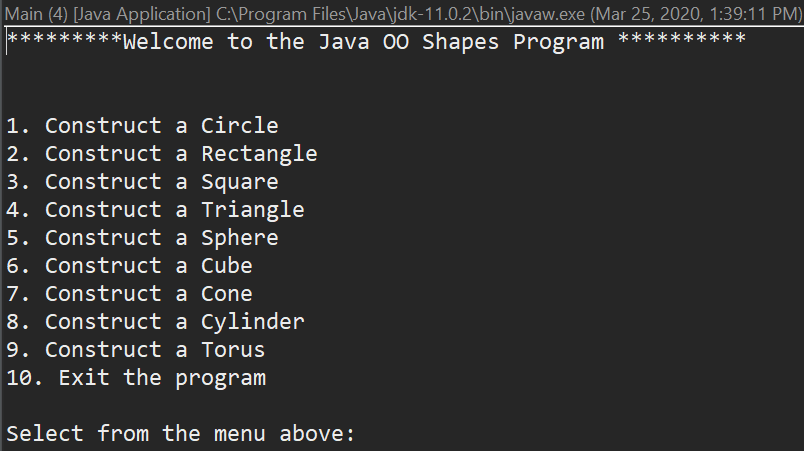 Main (4) [Java Application] C:\Program Files\Java\jdk-11.0.2\bin\javaw.exe (Mar 25, 2020, 1:39:11 PM)
*********Welcome to the Java OO Shapes Program **********
1. Construct a Circle
2. Construct a Rectangle
3. Construct a Square
4. Construct a Triangle
5. Construct a Sphere
6. Construct a Cube
7. Construct a Cone
8. Construct a Cylinder
9. Construct a Torus
10. Exit the program
Select from the menu above: